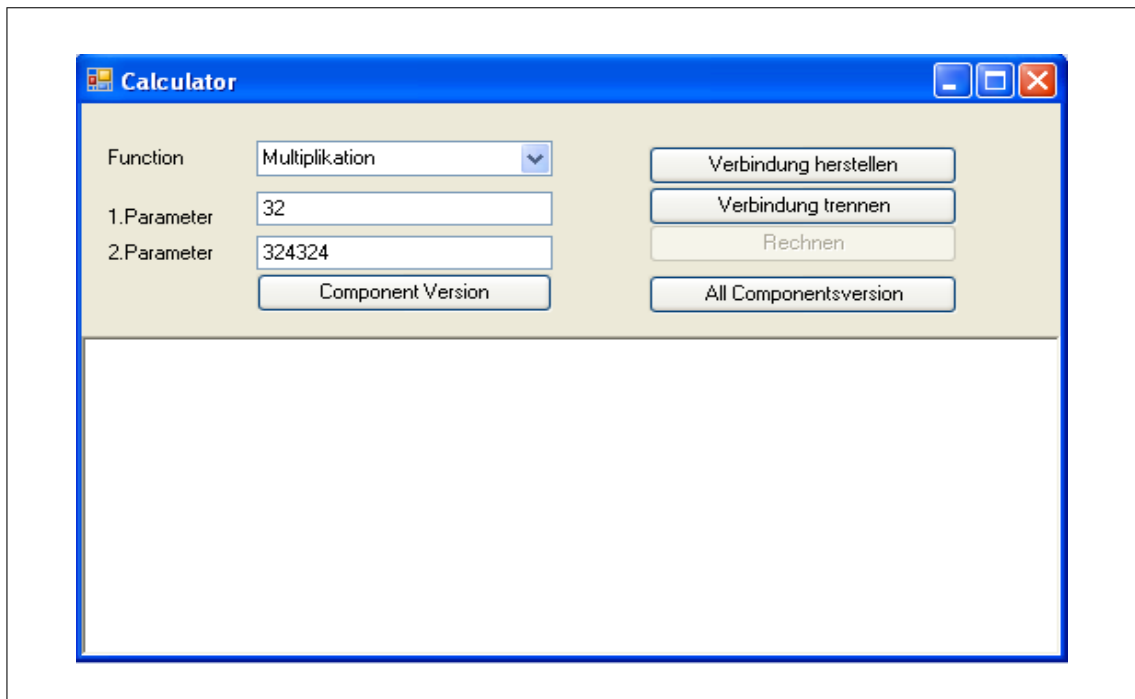 Calculator
Function
Multiplikation
1.Parameter
32
2.Parameter
324324
Component Version
Verbindung herstellen
Verbindung trennen
Rechnen
All Componentsversion